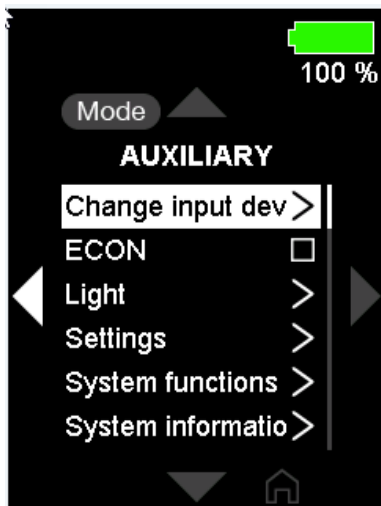 100 %
Mode
AUXILIARY
Change input dev
ECON
Light
Settings
System functions
System informatio